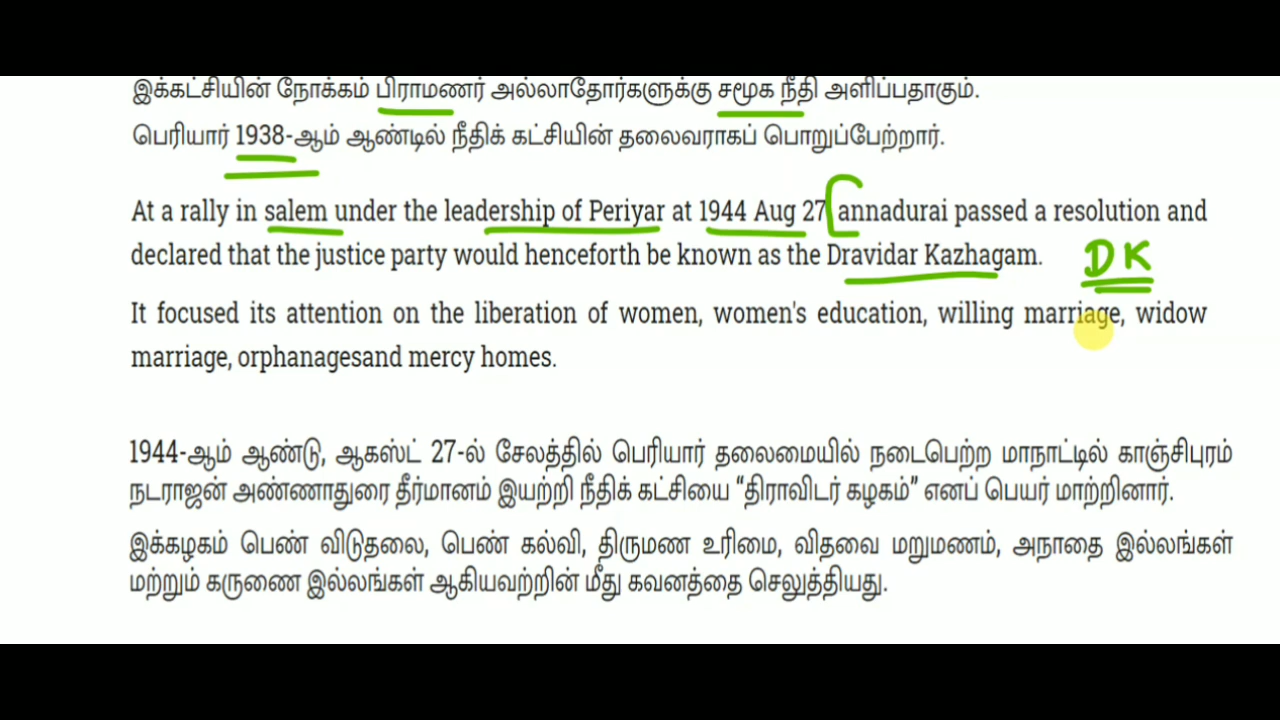 இக்கட்சியின் நோக்கம் பிராமணர் அல்லாதோர்களுக்கு சமூக நீதி அளிப்பதாகும்.
பெரியார் 1938-ஆம் ஆண்டில் நீதிக் கட்சியின் தலைவராகப் பொறுப்பேற்றார்.
At a rally in salem under the leadership of Periyar at 1944 Aug 27 annadurai passed a resolution and
declared that the justice party would henceforth be known as the Dravidar Kazhagam. DK
It focused its attention on the liberation of women, women's education, willing marriage, widow
marriage, orphanagesand mercy homes.
1944-ஆம் ஆண்டு, ஆகஸ்ட் 27-ல் சேலத்தில் பெரியார் தலைமையில் நடைபெற்ற மாநாட்டில் காஞ்சிபுரம்
நடராஜன் அண்ணாதுரை தீர்மானம் இயற்றி நீதிக் கட்சியை “திராவிடர் கழகம்” எனப் பெயர் மாற்றினார்.
இக்கழகம் பெண் விடுதலை, பெண் கல்வி, திருமண உரிமை, விதவை மறுமணம், அநாதை இல்லங்கள்
மற்றும் கருணை இல்லங்கள் ஆகியவற்றின் மீது கவனத்தை செலுத்தியது.